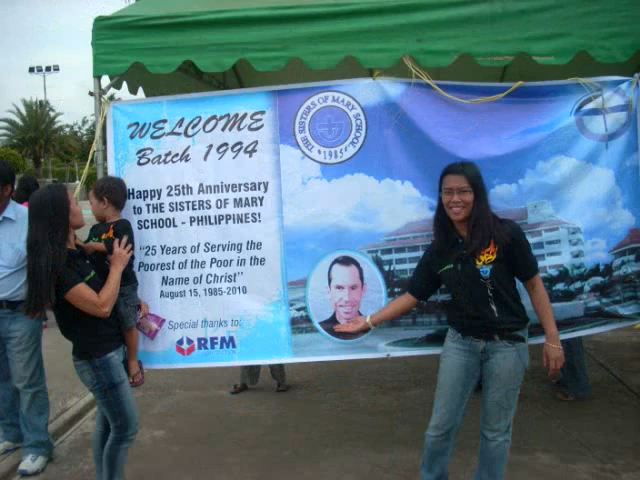 WELCOME
Batch 1994
Happy 25th Anniversary
to THE SISTERS OF MARY
SCHOOL - PHILIPPINES!
"25 Years of Serving the
Poorest of the Poor in the
Name of Christ"
August 15, 1985-2010
Special thanks to:
RFM
THE SISTERS OF MARY SCHOOL
• 1985 •